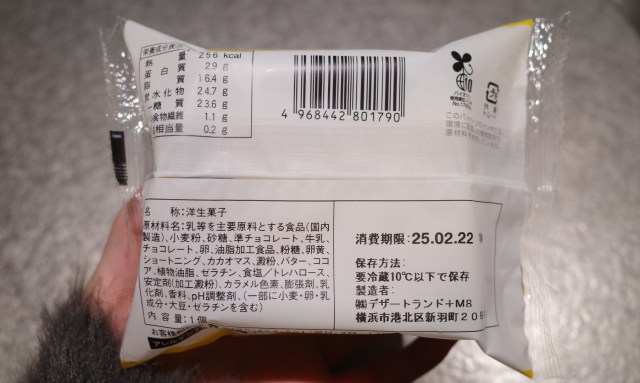 栄養成分表
熱 量 256 kcal
蛋白質 2.9 g
脂 質 16.4 g
炭水化物 24.7 g
糖質 23.6 g
食物繊維 1.1 g
相当量 0.2 g
4 968442 801790
名 称:洋生菓子
原材料名:乳等を主要原料とする食品(国内
製造)、小麦粉、砂糖、準チョコレート、牛乳、
チョコレート、卵、油脂加工食品、粉糖、卵黄、
ショートニング、カカオマス、澱粉、バター、ココ
ア、植物油脂、ゼラチン、食塩/トレハロース、
安定剤(加工澱粉)、カラメル色素、膨張剤、乳
化剤、香料、pH調整剤、(一部に小麦・卵・乳
成分・大豆・ゼラチンを含む)
内 容 量:1個
お客様
消費期限:25.02.22
保存方法:
要冷蔵10℃以下で保存
製造者:
㈱デザートランド+M8
横浜市港北区新羽町209